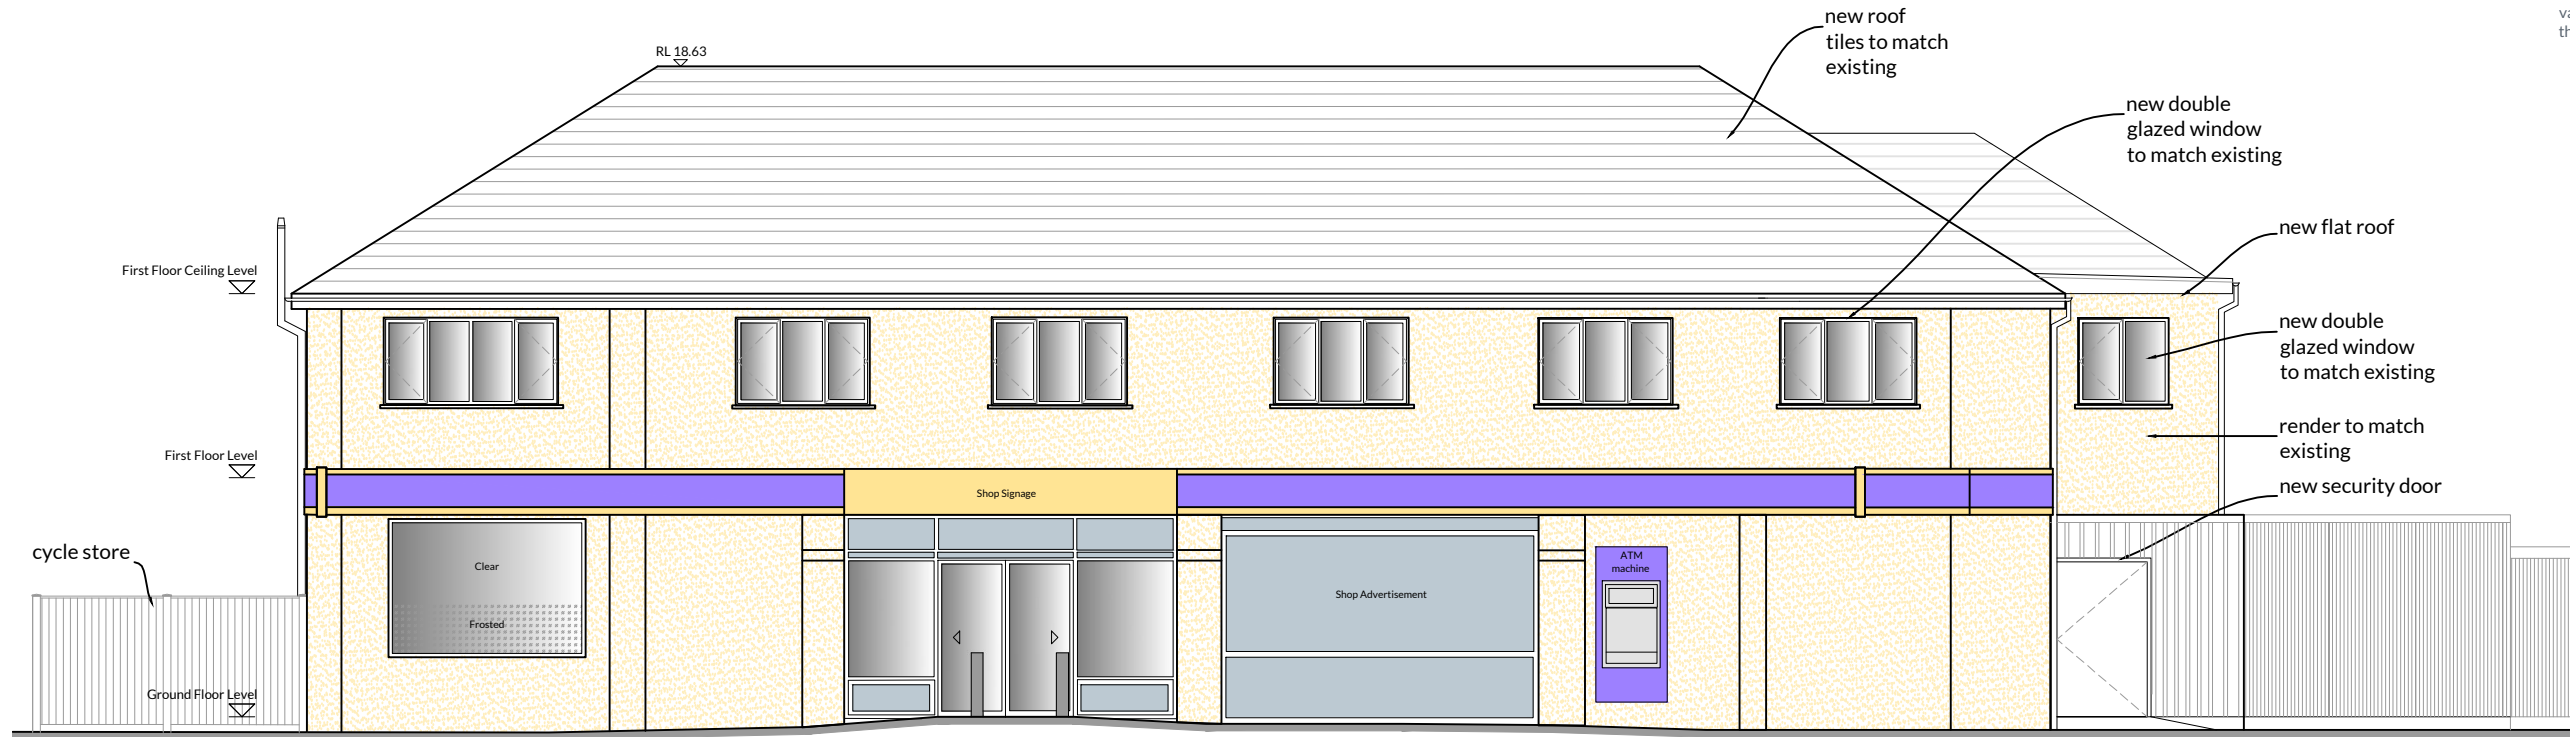 new roof
tiles to match
existing
RL 18.63
new double
glazed window
to match existing
new flat roof
First Floor Ceiling Level
new double
glazed window
to match existing
render to match
existing
First Floor Level
new security door
Shop Signage
cycle store
Clear
Frosted
Shop Advertisement
ATM
machine
Ground Floor Level